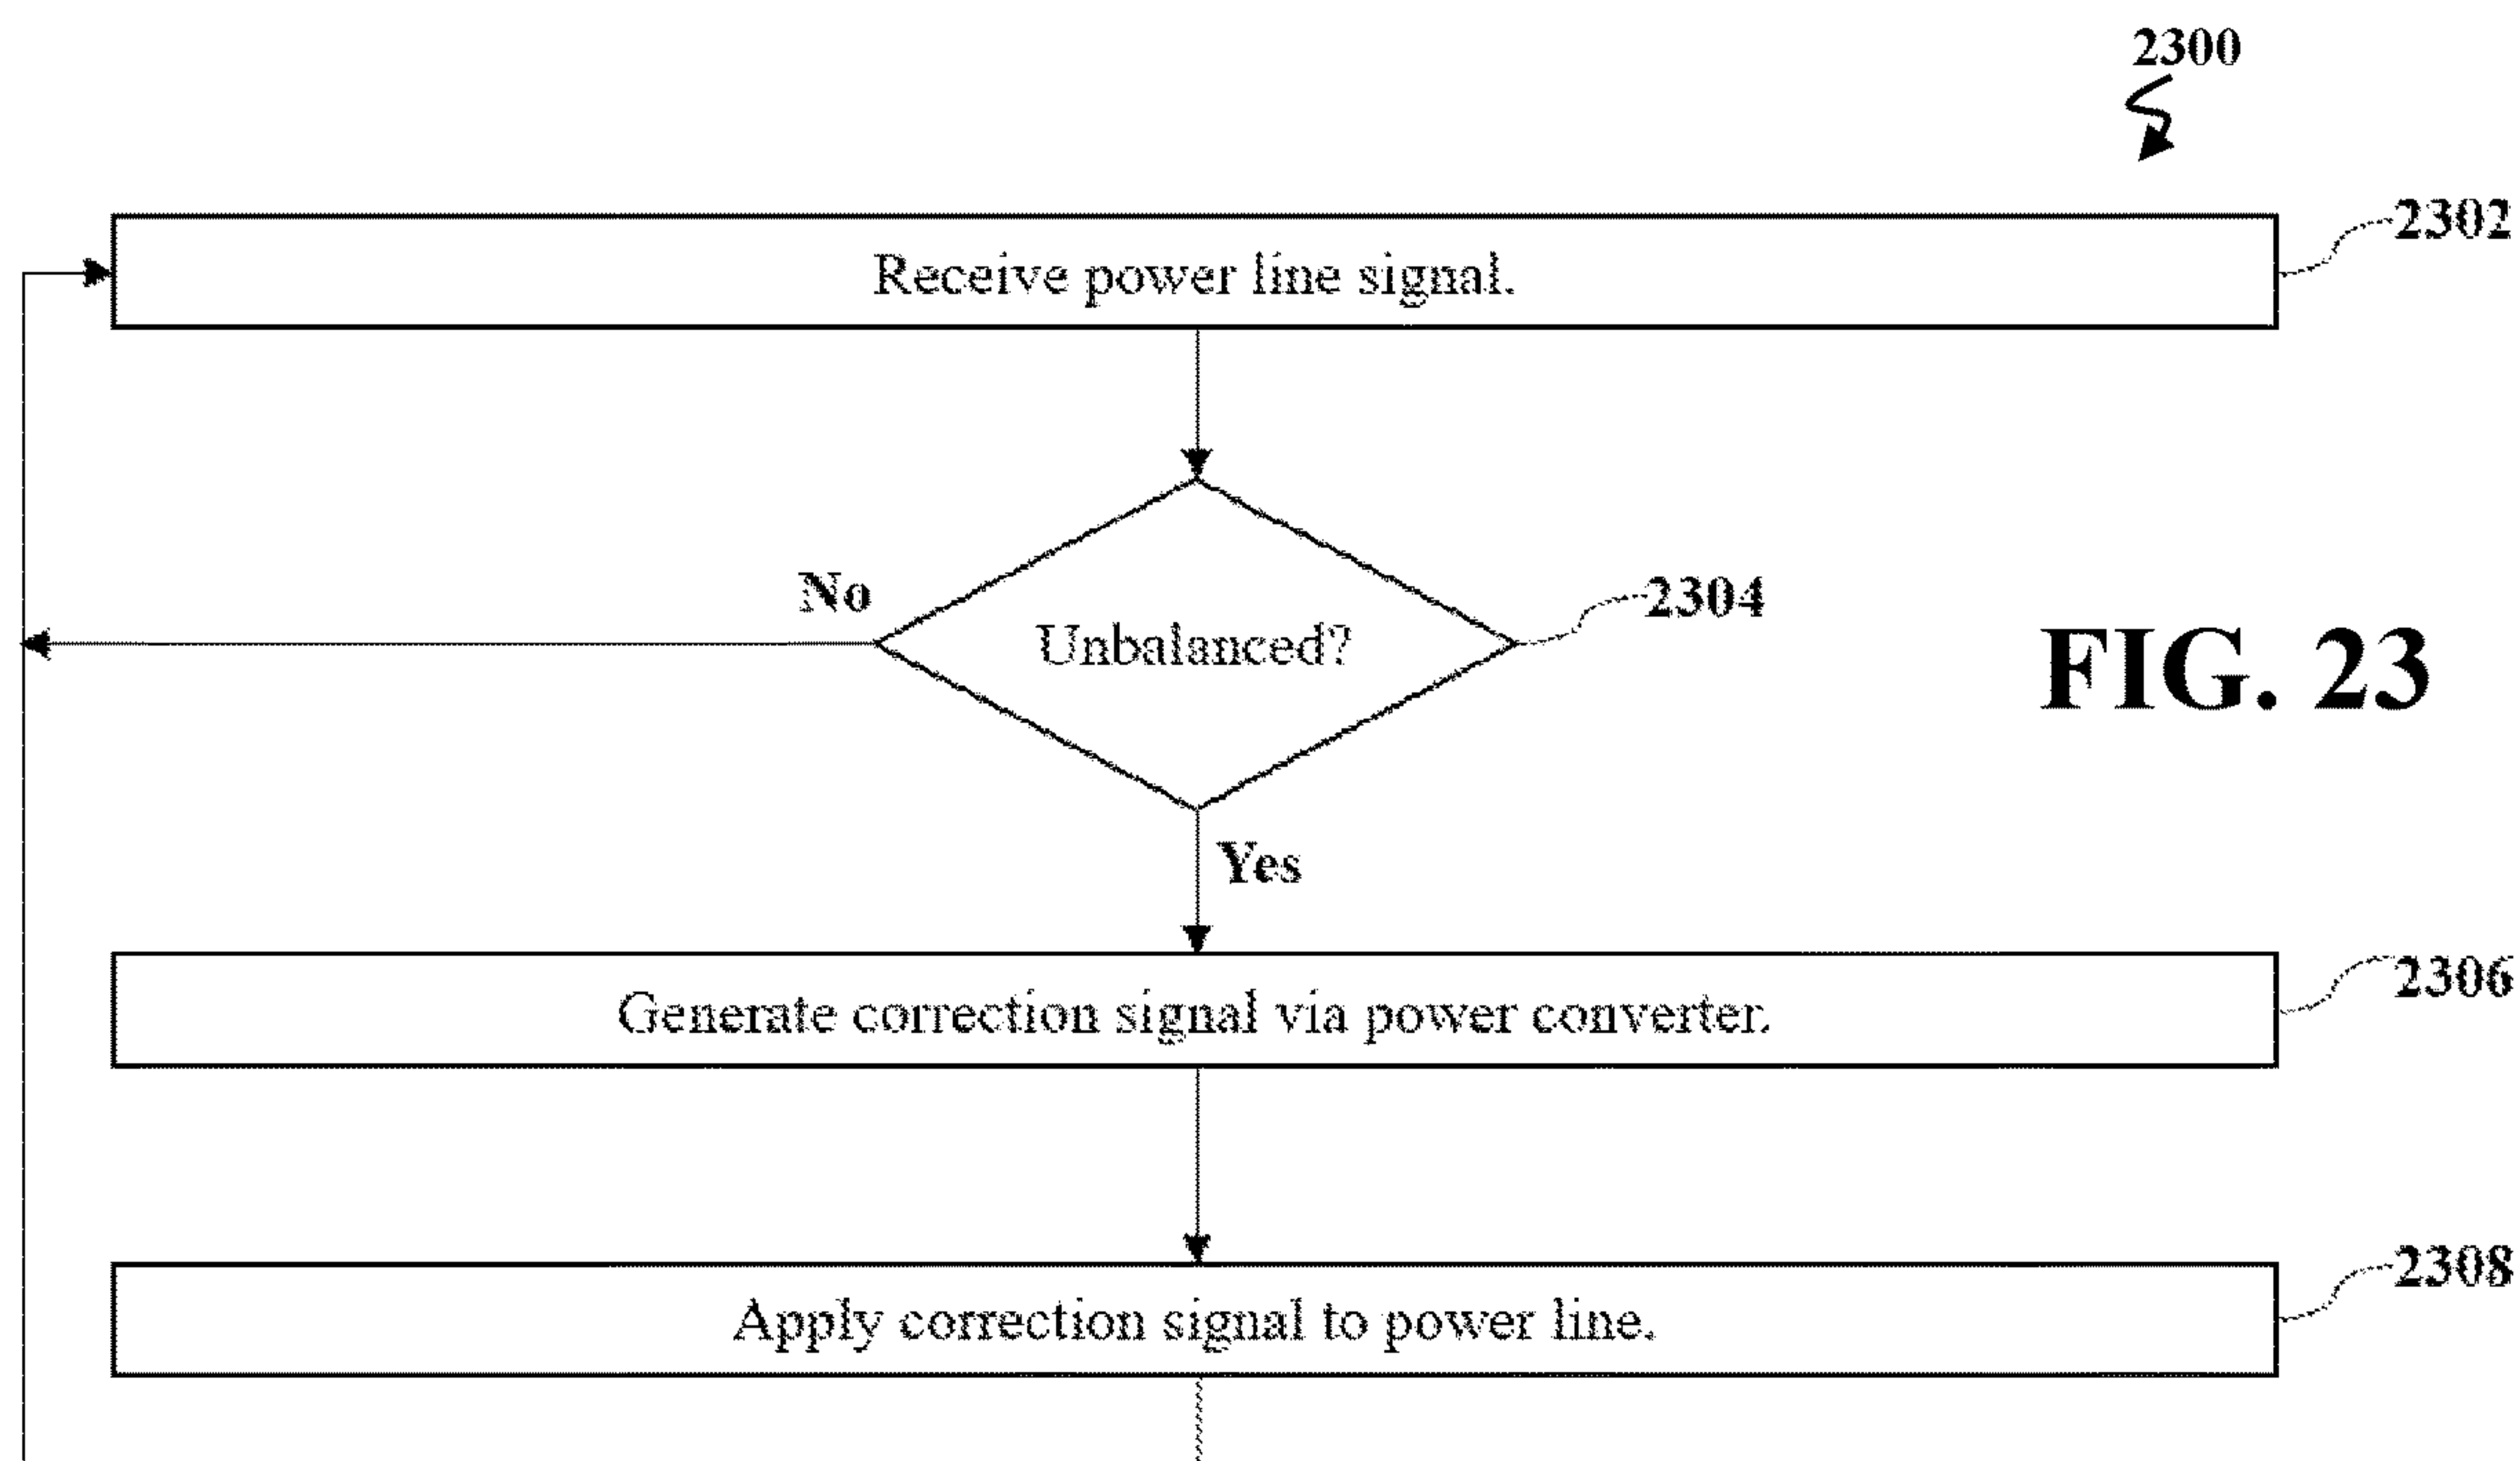 2300
2302
Receive power line signal.
No
2304
Unbalanced?
FIG. 23
Yes
2306
Generate correction signal via power converter.
2308
Apply correction signal to power line.